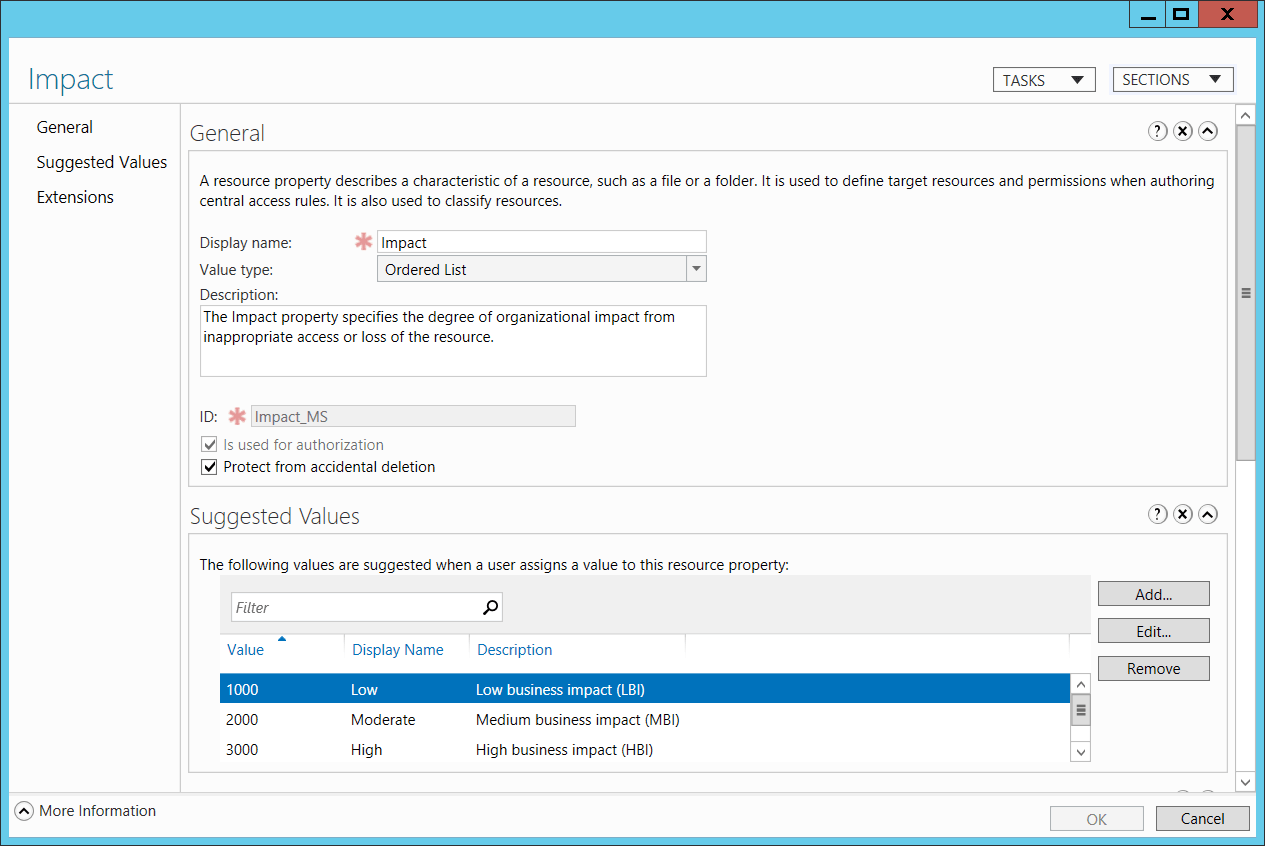 Impact
TASKS
SECTIONS
General
Suggested Values
Extensions
General
A resource property describes a characteristic of a resource, such as a file or a folder. It is used to define target resources and permissions when authoring
central access rules. It is also used to classify resources.
Display name: * Impact
Value type: Ordered List
Description:
The Impact property specifies the degree of organizational impact from
inappropriate access or loss of the resource.
ID: * Impact_MS
Is used for authorization
Protect from accidental deletion
Suggested Values
The following values are suggested when a user assigns a value to this resource property:
Filter
Add...
Edit...
Remove
Value Display Name Description
1000 Low Low business impact (LBI)
2000 Moderate Medium business impact (MBI)
3000 High High business impact (HBI)
More Information
OK Cancel